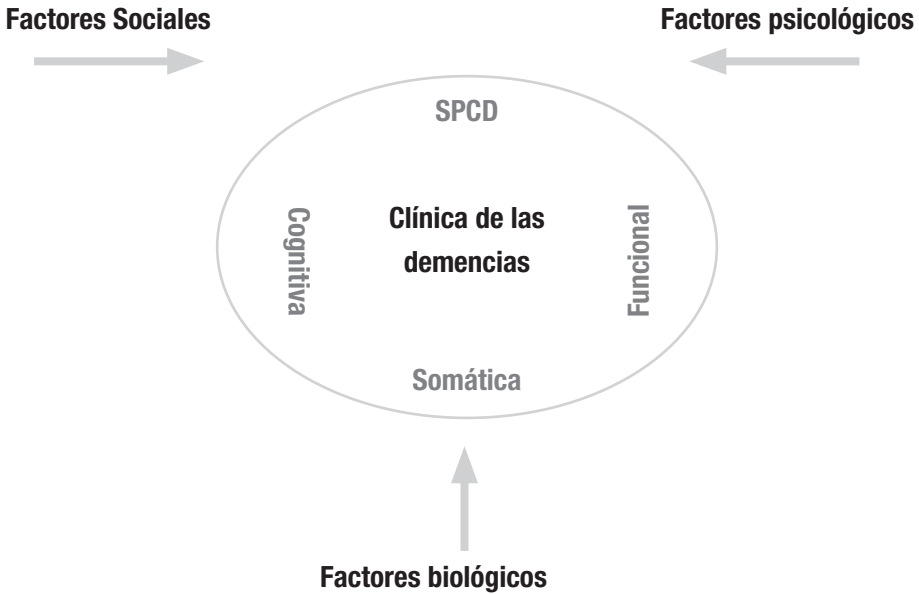 Factores Sociales
Factores psicológicos
SPCD
Cognitiva
Clínica de las
demencias
Funcional
Somática
Factores biológicos